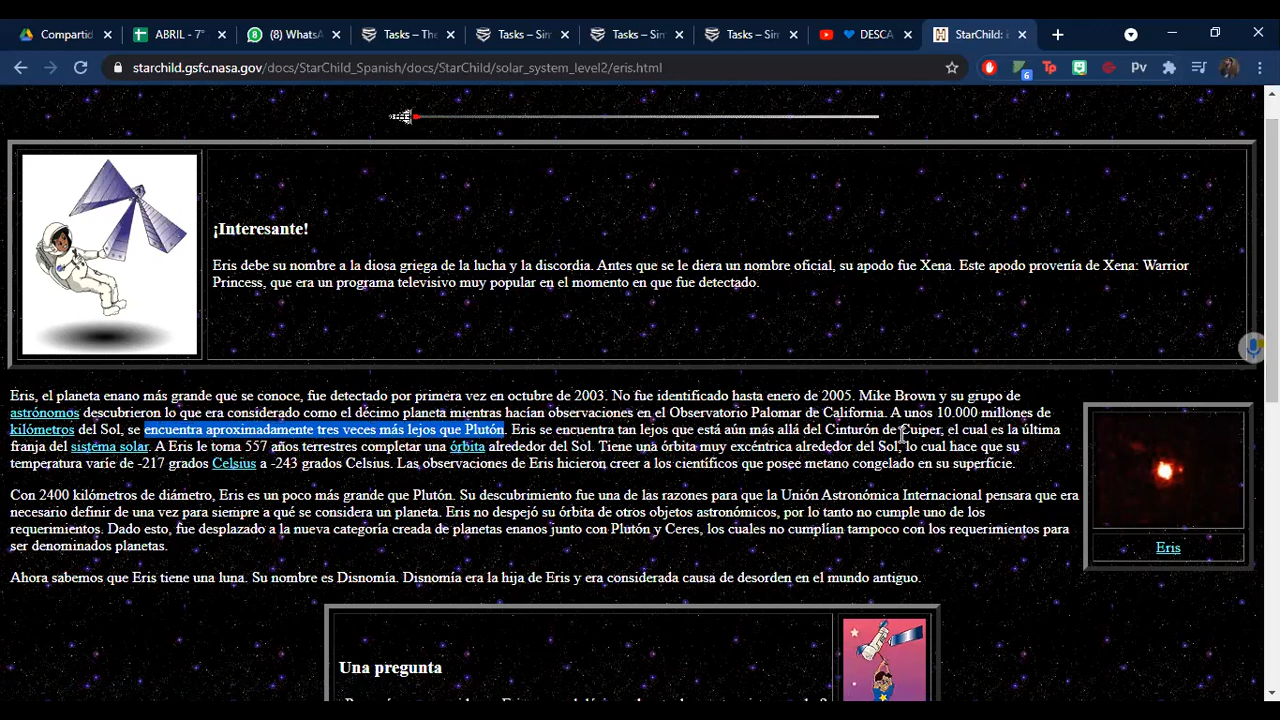 Compartid
ABRIL - 7°
(8) WhatsA
Tasks – The
Tasks – Sim
Tasks – Sim
Tasks – Sim
DESCA
StarChild: E
starchild.gsfc.nasa.gov/docs/StarChild_Spanish/docs/StarChild/solar_system_level2/eris.html
6
Tp
Pv
¡Interesante!
Eris debe su nombre a la diosa griega de la lucha y la discordia. Antes que se le diera un nombre oficial, su apodo fue Xena. Este apodo provenía de Xena: Warrior
Princess, que era un programa televisivo muy popular en el momento en que fue detectado.
Eris, el planeta enano más grande que se conoce, fue detectado por primera vez en octubre de 2003. No fue identificado hasta enero de 2005. Mike Brown y su grupo de
astrónomos descubrieron lo que era considerado como el décimo planeta mientras hacían observaciones en el Observatorio Palomar de California. A unos 10.000 millones de
kilómetros del Sol, se encuentra aproximadamente tres veces más lejos que Plutón. Eris se encuentra tan lejos que está aún más allá del Cinturón de Cuiper, el cual es la última
franja del sistema solar. A Eris le toma 557 años terrestres completar una órbita alrededor del Sol. Tiene una órbita muy excéntrica alrededor del Sol, lo cual hace que su
temperatura varíe de -217 grados Celsius a -243 grados Celsius. Las observaciones de Eris hicieron creer a los científicos que posee metano congelado en su superficie.
Con 2400 kilómetros de diámetro, Eris es un poco más grande que Plutón. Su descubrimiento fue una de las razones para que la Unión Astronómica Internacional pensara que era
necesario definir de una vez para siempre a qué se considera un planeta. Eris no despejó su órbita de otros objetos astronómicos, por lo tanto no cumple uno de los
requerimientos. Dado esto, fue desplazado a la nueva categoría creada de planetas enanos junto con Plutón y Ceres, los cuales no cumplían tampoco con los requerimientos para
ser denominados planetas.
Eris
Ahora sabemos que Eris tiene una luna. Su nombre es Disnomía. Disnomía era la hija de Eris y era considerada causa de desorden en el mundo antiguo.
Una pregunta